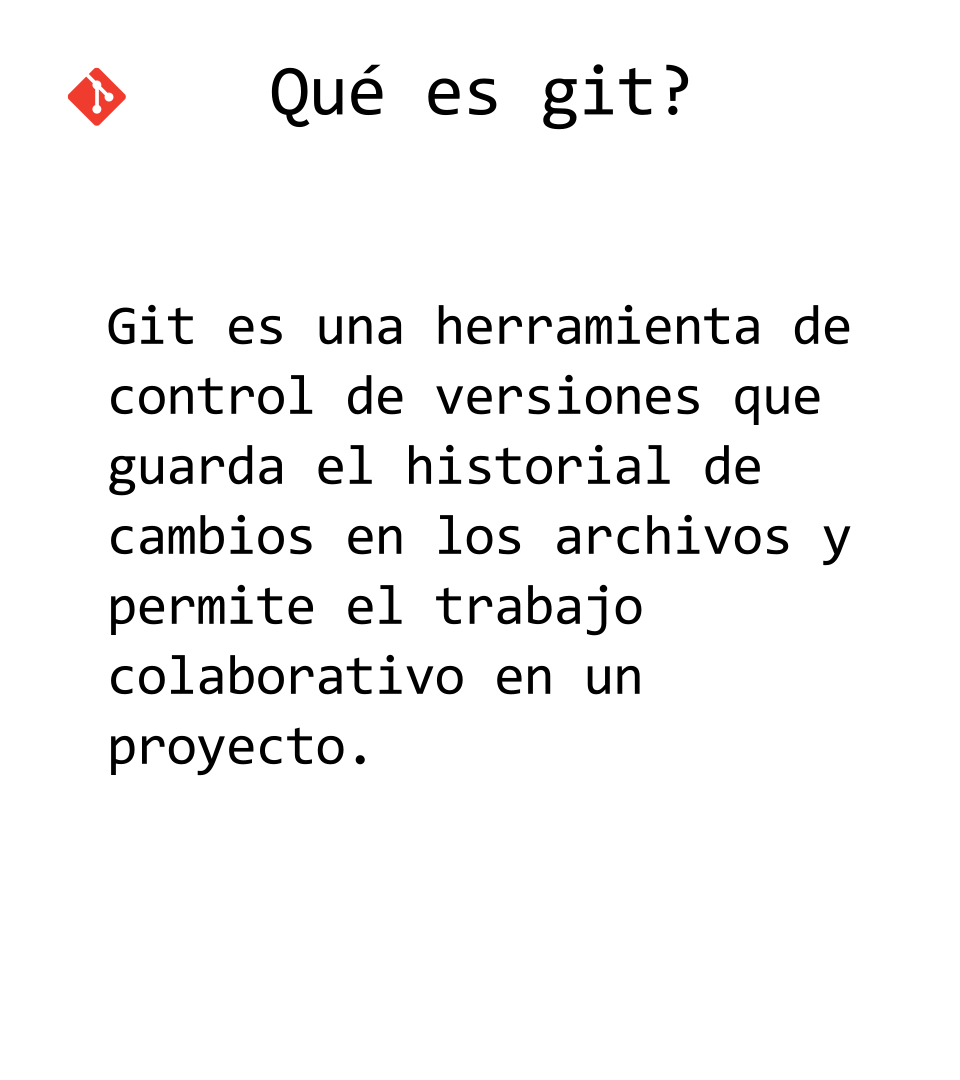 Qué es git?
Git es una herramienta de
control de versiones que
guarda el historial de
cambios en los archivos y
permite el trabajo
colaborativo en un
proyecto.